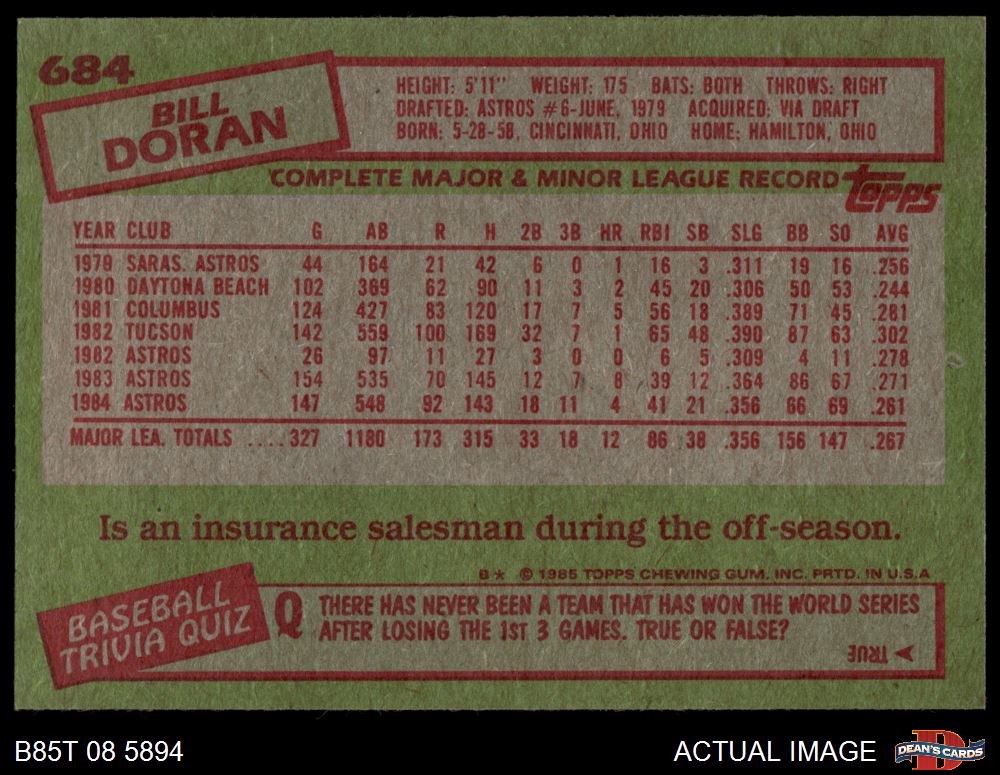 684
BILL
DORAN
HEIGHT: 5'11" WEIGHT: 175 BATS: BOTH THROWS: RIGHT
DRAFTED: ASTROS #6-JUNE, 1979 ACQUIRED: VIA DRAFT
BORN: 5-28-58, CINCINNATI, OHIO HOME: HAMILTON, OHIO
COMPLETE MAJOR & MINOR LEAGUE RECORD topps
YEAR CLUB G AB R H 2B 3B HR RBI SB SLG BB SO AVG
1979 SARAS. ASTROS 44 164 21 42 6 0 1 16 3 .311 19 16 .256
1980 DAYTONA BEACH 102 369 62 90 11 3 2 45 20 .306 50 53 .244
1981 COLUMBUS 124 427 83 120 17 7 5 56 18 .389 71 45 .281
1982 TUCSON 142 559 100 169 32 7 1 65 48 .390 87 63 .302
1982 ASTROS 26 97 11 27 3 0 0 6 5 .309 4 11 .278
1983 ASTROS 154 535 70 145 12 7 8 39 12 .364 86 67 .271
1984 ASTROS 147 548 92 143 18 11 4 41 21 .356 66 69 .261
MAJOR LEA. TOTALS .... 327 1180 173 315 33 18 12 86 38 .356 156 147 .267
Is an insurance salesman during the off-season.
B* © 1985 TOPPS CHEWING GUM, INC. PRTD. IN U.S.A
BASEBALL
TRIVIA QUIZ
Q THERE HAS NEVER BEEN A TEAM THAT HAS WON THE WORLD SERIES
AFTER LOSING THE 1ST 3 GAMES. TRUE OR FALSE?
TRUE
B85T 08 5894
ACTUAL IMAGE
D
DEAN'S CARDS